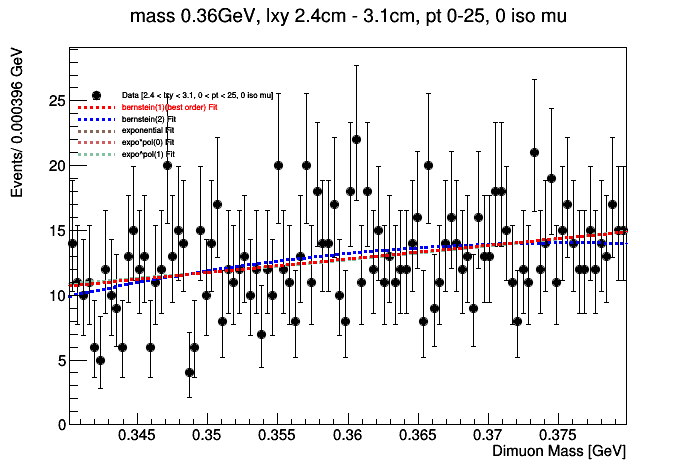 mass 0.36GeV, lxy 2.4cm - 3.1cm, pt 0-25, 0 iso mu
Events/ 0.000396 GeV
Data [2.4 < lxy < 3.1, 0 < pt < 25, 0 iso mu]
bernstein(1)(best order) Fit
bernstein(2) Fit
exponential Fit
expo*pol(0) Fit
expo*pol(1) Fit
25
20
15
10
5
0
0.345 0.35 0.355 0.36 0.365 0.37 0.375
Dimuon Mass [GeV]